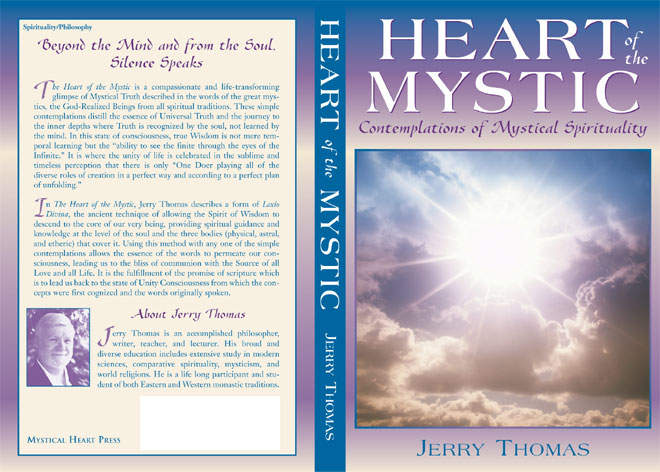 Spirituality/Philosophy
Beyond the Mind and from the Soul,
Silence Speaks
The Heart of the Mystic is a compassionate and life-transforming
glimpse of Mystical Truth described in the words of the great mys-
tics, the God-Realized Beings from all spiritual traditions. These simple
contemplations distill the essence of Universal Truth and the journey to
the inner depths where Truth is recognized by the soul, not learned by
the mind. In this state of consciousness, true Wisdom is not mere tem-
poral learning but the “ability to see the finite through the eyes of the
Infinite.” It is where the unity of life is celebrated in the sublime and
timeless perception that there is only “One Doer playing all of the
diverse roles of creation in a perfect way and according to a perfect plan
of unfolding.”
In The Heart of the Mystic, Jerry Thomas describes a form of Lexio
Divina, the ancient technique of allowing the Spirit of Wisdom to
descend to the core of our very being, providing spiritual guidance and
knowledge at the level of the soul and the three bodies (physical, astral,
and etheric) that cover it. Using this method with any one of the simple
contemplations allows the essence of the words to permeate our con-
sciousness, leading us to the bliss of communion with the Source of all
Love and all Life. It is the fulfillment of the promise of scripture which
is to lead us back to the state of Unity Consciousness from which the con-
cepts were first cognized and the words originally spoken.
About Jerry Thomas
Jerry Thomas is an accomplished philosopher,
writer, teacher, and lecturer. His broad and
diverse education includes extensive study in modern
sciences, comparative spirituality, mysticism, and
world religions. He is a life long participant and stu-
dent of both Eastern and Western monastic traditions.
MYSTICAL HEART PRESS
HEART of the MYSTIC
JERRY THOMAS
HEART
of
the
MYSTIC
Contemplations of Mystical Spirituality
JERRY THOMAS